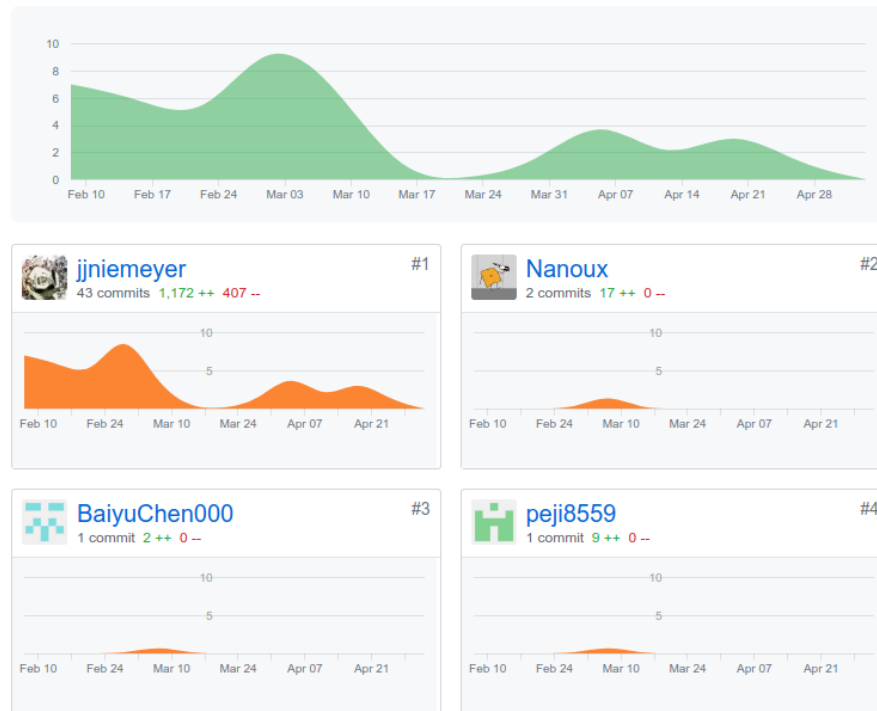 10
8
6
4
2
0
Feb 10 Feb 17 Feb 24 Mar 03 Mar 10 Mar 17 Mar 24 Mar 31 Apr 07 Apr 14 Apr 21 Apr 28
jjniemeyer #1
43 commits 1,172 ++ 407 --
10
5
Feb 10 Feb 24 Mar 10 Mar 24 Apr 07 Apr 21
Nanoux #2
2 commits 17 ++ 0 --
10
5
Feb 10 Feb 24 Mar 10 Mar 24 Apr 07 Apr 21
BaiyuChen000 #3
1 commit 2 ++ 0 --
10
5
Feb 10 Feb 24 Mar 10 Mar 24 Apr 07 Apr 21
peji8559 #4
1 commit 9 ++ 0 --
10
5
Feb 10 Feb 24 Mar 10 Mar 24 Apr 07 Apr 21